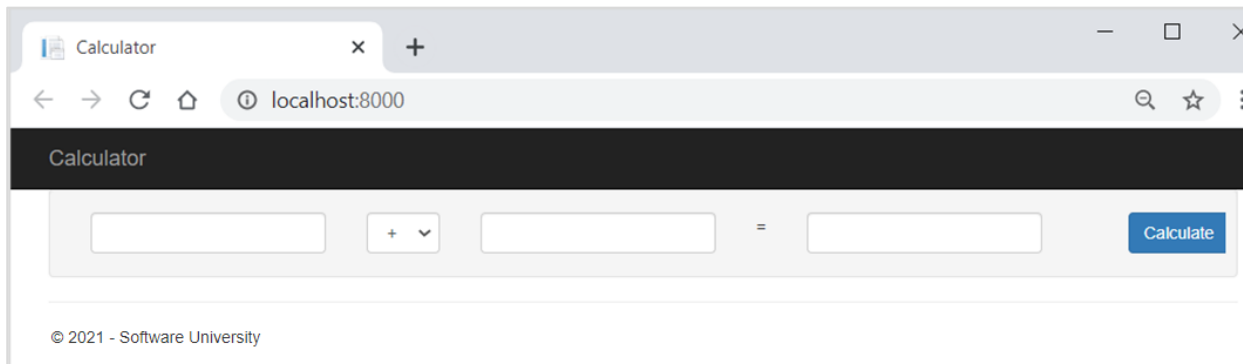 Calculator
localhost:8000
Calculator
+ = Calculate
© 2021 - Software University